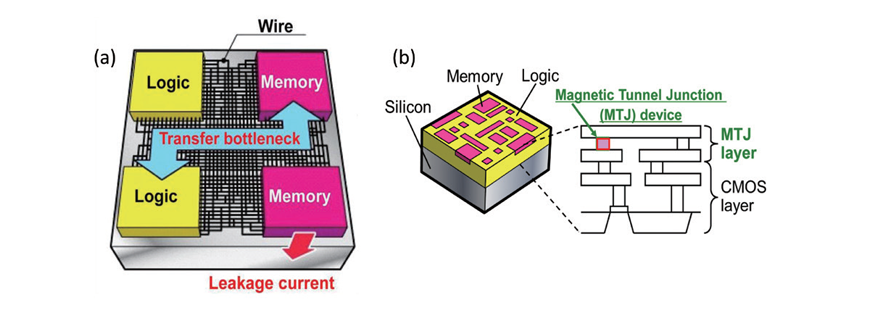 (a)
Wire
Logic
Memory
Transfer bottleneck
Logic
Memory
Leakage current
(b)
Memory
Logic
Silicon
Magnetic Tunnel Junction
(MTJ) device
MTJ
layer
CMOS
layer